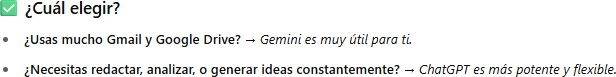 ✅ ¿Cuál elegir?
• ¿Usas mucho Gmail y Google Drive? → Gemini es muy útil para ti.
• ¿Necesitas redactar, analizar, o generar ideas constantemente? → ChatGPT es más potente y flexible.